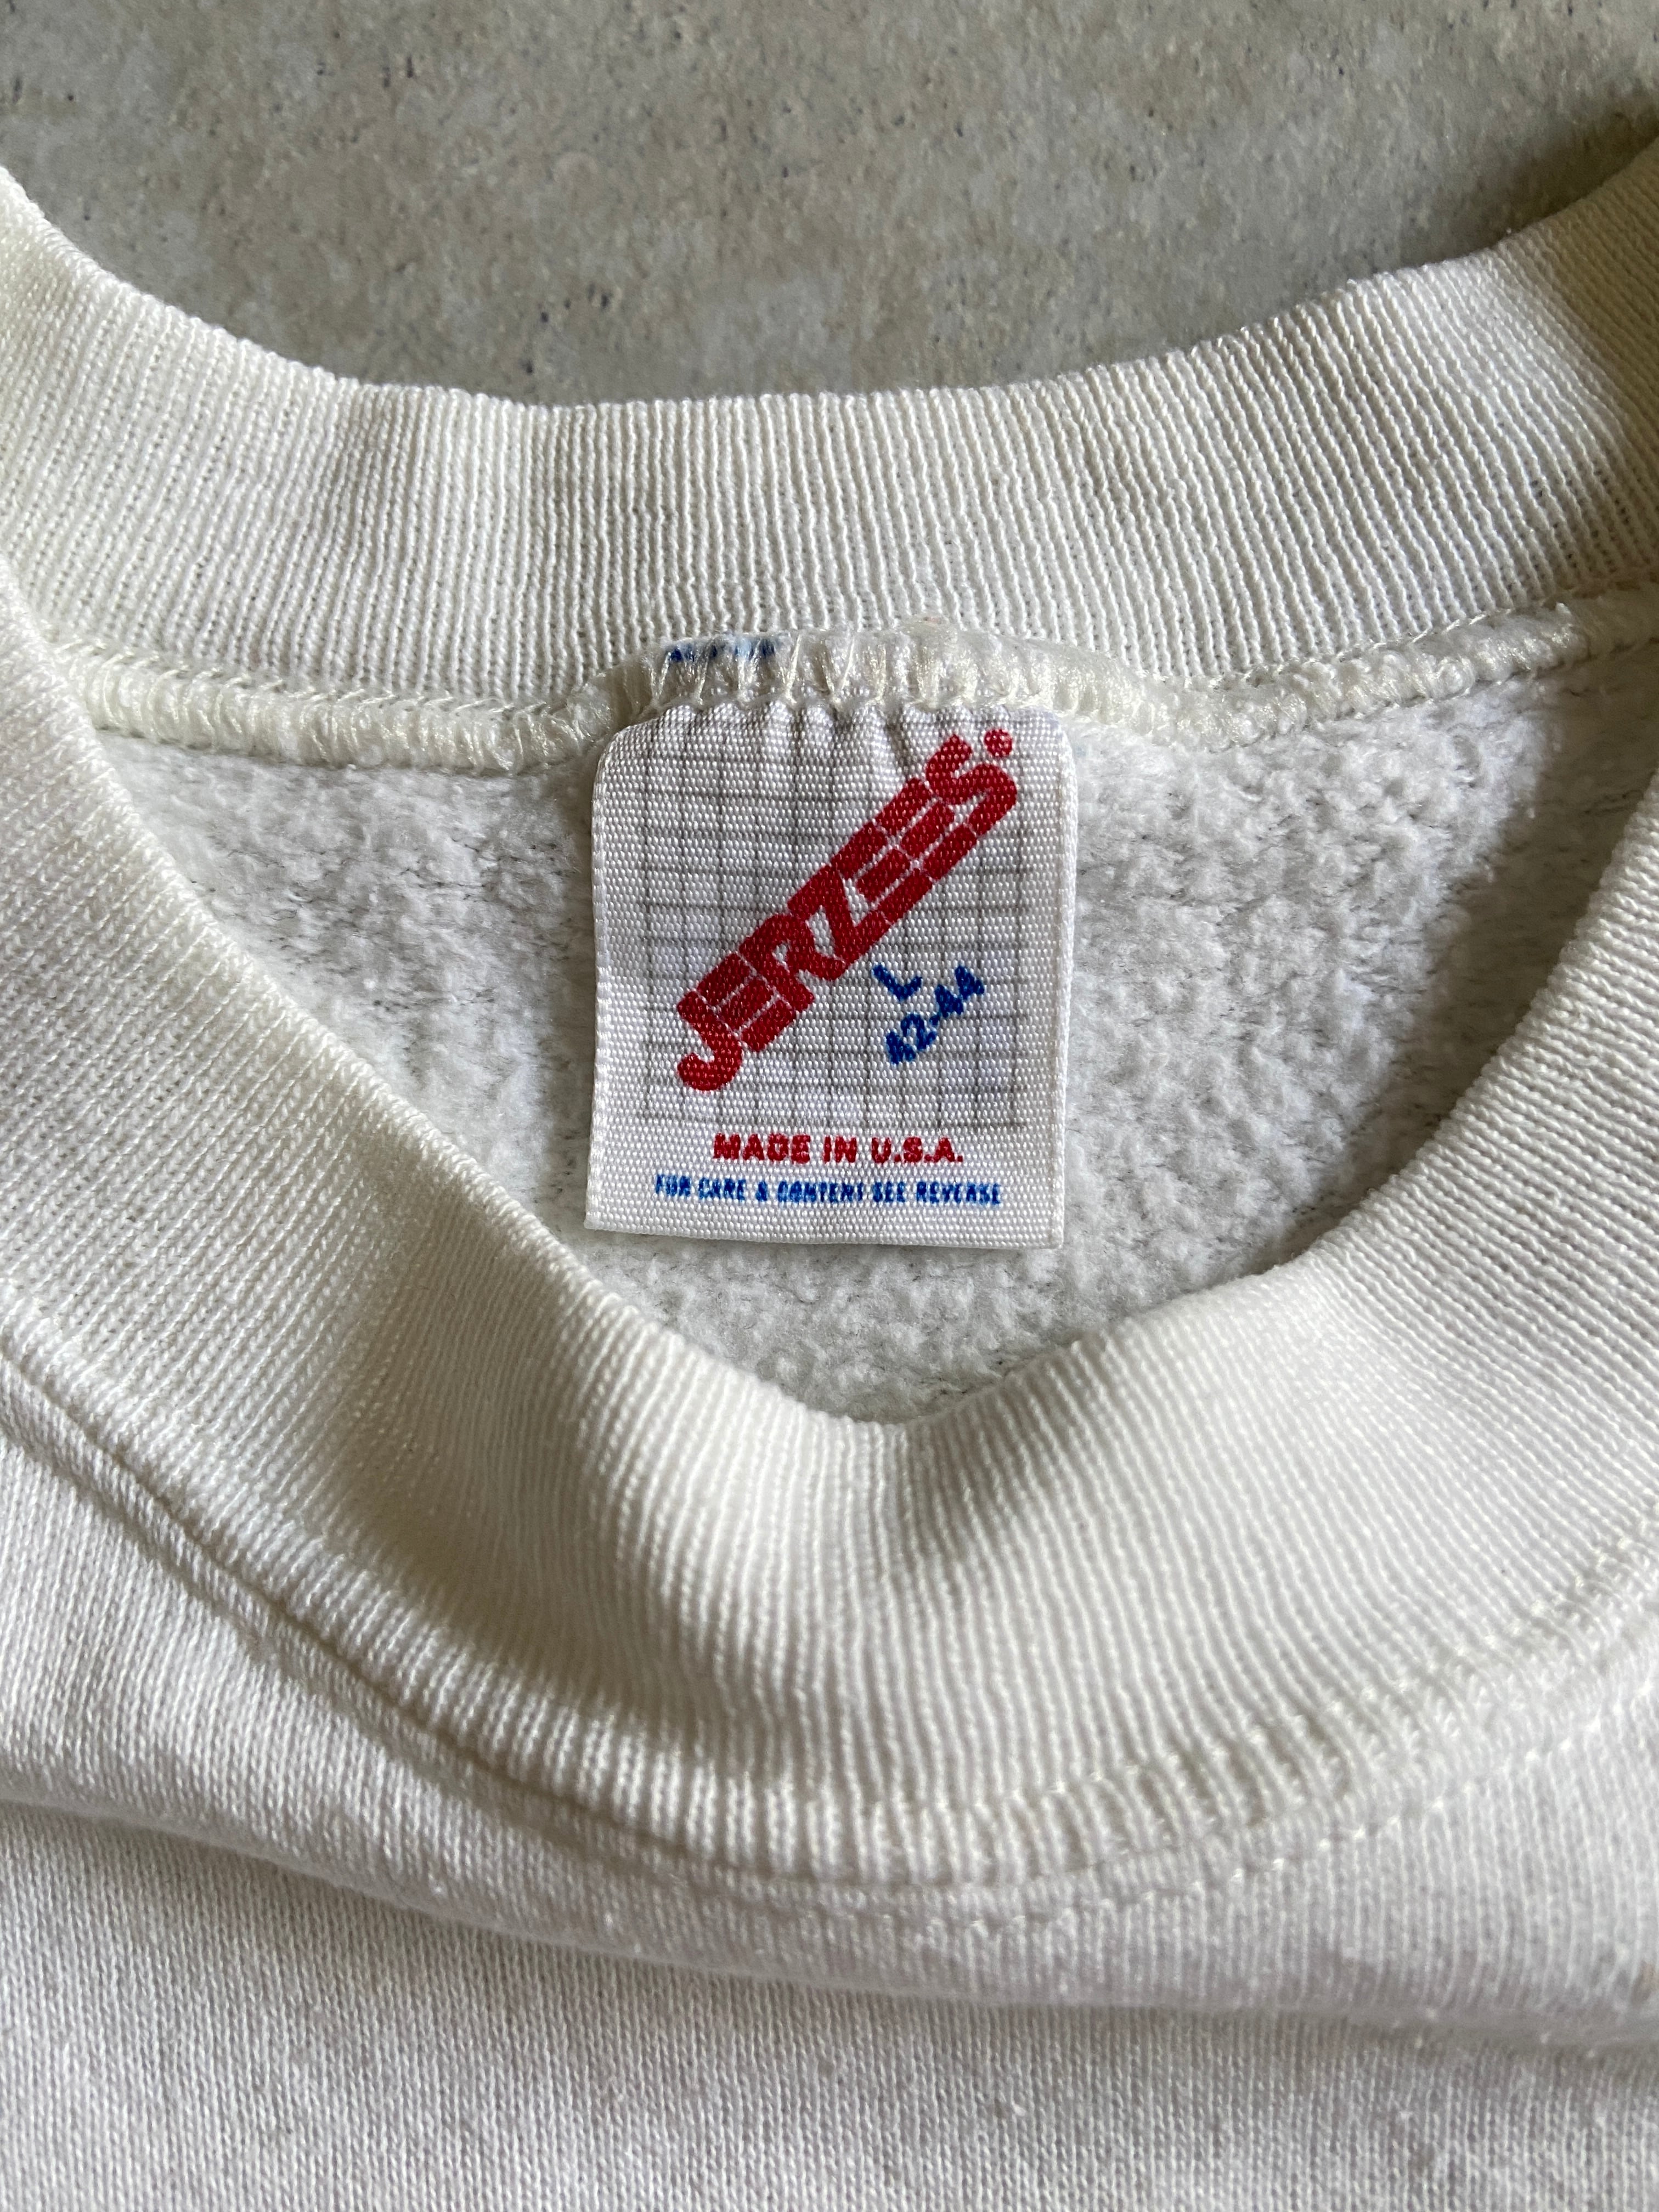 JERZEES®
L
42-44
MADE IN U.S.A.
FOR CARE & CONTENT SEE REVERSE